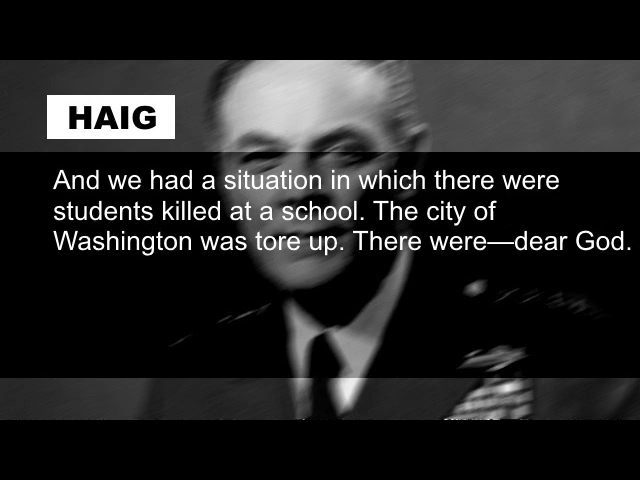 HAIG
And we had a situation in which there were
students killed at a school. The city of
Washington was tore up. There were—dear God.